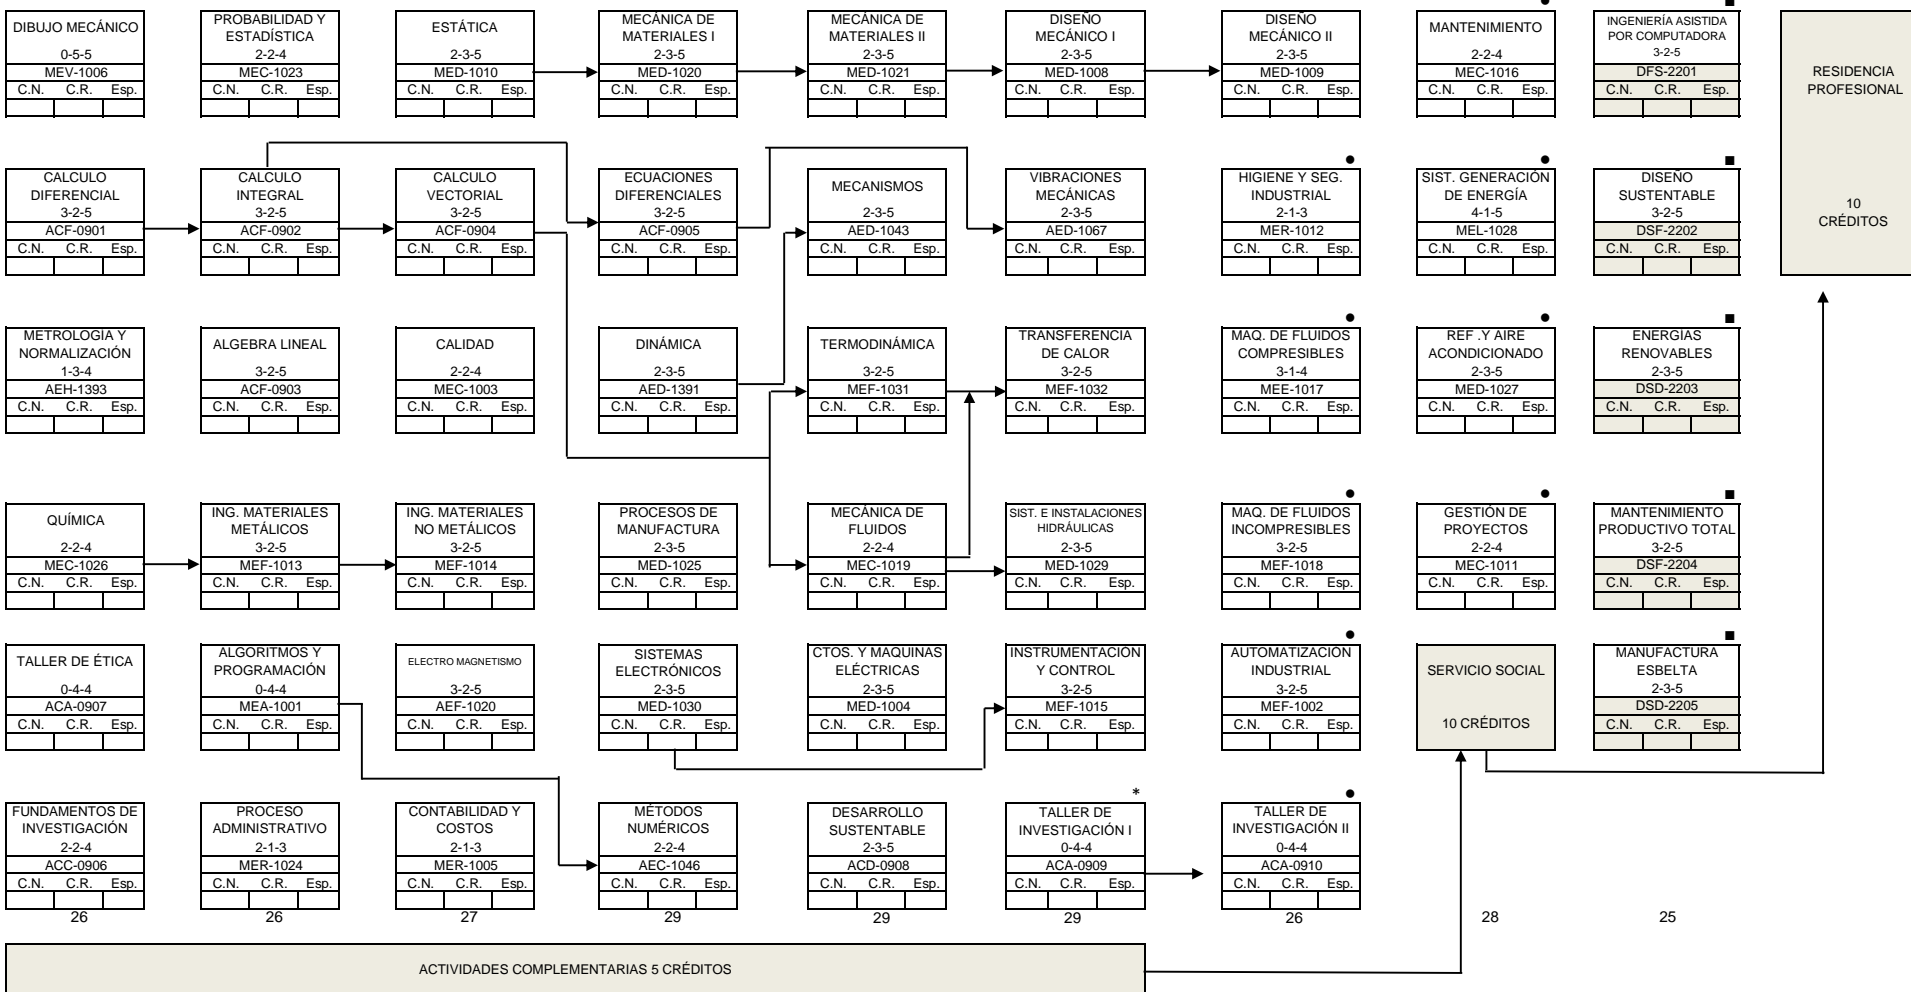 DIBUJO MECÁNICO
0-5-5
MEV-1006
C.N. C.R. Esp.
PROBABILIDAD Y
ESTADÍSTICA
2-2-4
MEC-1023
C.N. C.R. Esp.
ESTÁTICA
2-3-5
MED-1010
C.N. C.R. Esp.
MECÁNICA DE
MATERIALES I
2-3-5
MED-1020
C.N. C.R. Esp.
MECÁNICA DE
MATERIALES II
2-3-5
MED-1021
C.N. C.R. Esp.
DISEÑO
MECÁNICO I
2-3-5
MED-1008
C.N. C.R. Esp.
DISEÑO
MECÁNICO II
2-3-5
MED-1009
C.N. C.R. Esp.
MANTENIMIENTO
2-2-4
MEC-1016
C.N. C.R. Esp.
INGENIERÍA ASISTIDA
POR COMPUTADORA
3-2-5
DFS-2201
C.N. C.R. Esp.
RESIDENCIA
PROFESIONAL
10
CRÉDITOS
CALCULO
DIFERENCIAL
3-2-5
ACF-0901
C.N. C.R. Esp.
CALCULO
INTEGRAL
3-2-5
ACF-0902
C.N. C.R. Esp.
CALCULO
VECTORIAL
3-2-5
ACF-0904
C.N. C.R. Esp.
ECUACIONES
DIFERENCIALES
3-2-5
ACF-0905
C.N. C.R. Esp.
MECANISMOS
2-3-5
AED-1043
C.N. C.R. Esp.
VIBRACIONES
MECÁNICAS
2-3-5
AED-1067
C.N. C.R. Esp.
HIGIENE Y SEG.
INDUSTRIAL
2-1-3
MER-1012
C.N. C.R. Esp.
SIST. GENERACIÓN
DE ENERGÍA
4-1-5
MEL-1028
C.N. C.R. Esp.
DISEÑO
SUSTENTABLE
3-2-5
DSF-2202
C.N. C.R. Esp.
METROLOGIA Y
NORMALIZACIÓN
1-3-4
AEH-1393
C.N. C.R. Esp.
ALGEBRA LINEAL
3-2-5
ACF-0903
C.N. C.R. Esp.
CALIDAD
2-2-4
MEC-1003
C.N. C.R. Esp.
DINÁMICA
2-3-5
AED-1391
C.N. C.R. Esp.
TERMODINÁMICA
3-2-5
MEF-1031
C.N. C.R. Esp.
TRANSFERENCIA
DE CALOR
3-2-5
MEF-1032
C.N. C.R. Esp.
MAQ. DE FLUIDOS
COMPRESIBLES
3-1-4
MEE-1017
C.N. C.R. Esp.
REF .Y AIRE
ACONDICIONADO
2-3-5
MED-1027
C.N. C.R. Esp.
ENERGIAS
RENOVABLES
2-3-5
DSD-2203
C.N. C.R. Esp.
QUÍMICA
2-2-4
MEC-1026
C.N. C.R. Esp.
ING. MATERIALES
METÁLICOS
3-2-5
MEF-1013
C.N. C.R. Esp.
ING. MATERIALES
NO METÁLICOS
3-2-5
MEF-1014
C.N. C.R. Esp.
PROCESOS DE
MANUFACTURA
2-3-5
MED-1025
C.N. C.R. Esp.
MECÁNICA DE
FLUIDOS
2-2-4
MEC-1019
C.N. C.R. Esp.
SIST. E INSTALACIONES
HIDRÁULICAS
2-3-5
MED-1029
C.N. C.R. Esp.
MAQ. DE FLUIDOS
INCOMPRESIBLES
3-2-5
MEF-1018
C.N. C.R. Esp.
GESTIÓN DE
PROYECTOS
2-2-4
MEC-1011
C.N. C.R. Esp.
MANTENIMIENTO
PRODUCTIVO TOTAL
3-2-5
DSF-2204
C.N. C.R. Esp.
TALLER DE ÉTICA
0-4-4
ACA-0907
C.N. C.R. Esp.
ALGORITMOS Y
PROGRAMACIÓN
0-4-4
MEA-1001
C.N. C.R. Esp.
ELECTRO MAGNETISMO
3-2-5
AEF-1020
C.N. C.R. Esp.
SISTEMAS
ELECTRÓNICOS
2-3-5
MED-1030
C.N. C.R. Esp.
CTOS. Y MAQUINAS
ELÉCTRICAS
2-3-5
MED-1004
C.N. C.R. Esp.
INSTRUMENTACION
Y CONTROL
3-2-5
MEF-1015
C.N. C.R. Esp.
AUTOMATIZACIÓN
INDUSTRIAL
3-2-5
MEF-1002
C.N. C.R. Esp.
SERVICIO SOCIAL
10 CRÉDITOS
MANUFACTURA
ESBELTA
2-3-5
DSD-2205
C.N. C.R. Esp.
FUNDAMENTOS DE
INVESTIGACIÓN
2-2-4
ACC-0906
C.N. C.R. Esp.
26
PROCESO
ADMINISTRATIVO
2-1-3
MER-1024
C.N. C.R. Esp.
26
CONTABILIDAD Y
COSTOS
2-1-3
MER-1005
C.N. C.R. Esp.
27
MÉTODOS
NUMÉRICOS
2-2-4
AEC-1046
C.N. C.R. Esp.
29
DESARROLLO
SUSTENTABLE
2-3-5
ACD-0908
C.N. C.R. Esp.
29
*
TALLER DE
INVESTIGACIÓN I
0-4-4
ACA-0909
C.N. C.R. Esp.
29
TALLER DE
INVESTIGACIÓN II
0-4-4
ACA-0910
C.N. C.R. Esp.
26
28
25
ACTIVIDADES COMPLEMENTARIAS 5 CRÉDITOS